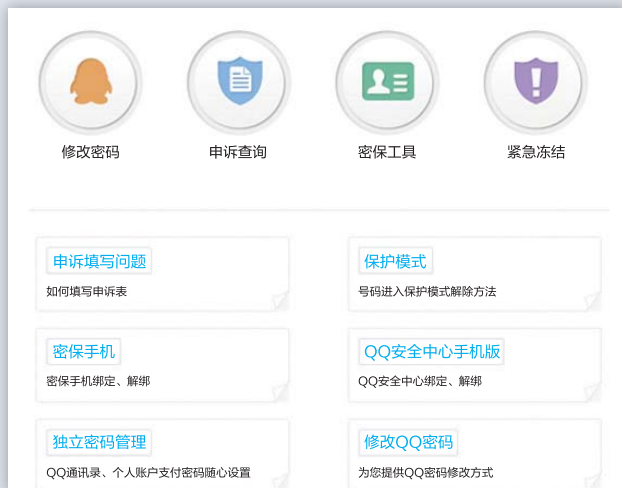 修改密码
申诉查询
密保工具
紧急冻结
申诉填写问题
如何填写申诉表
保护模式
号码进入保护模式解除方法
密保手机
密保手机绑定、解绑
QQ安全中心手机版
QQ安全中心绑定、解绑
独立密码管理
QQ通讯录、个人账户支付密码随心设置
修改QQ密码
为您提供QQ密码修改方式